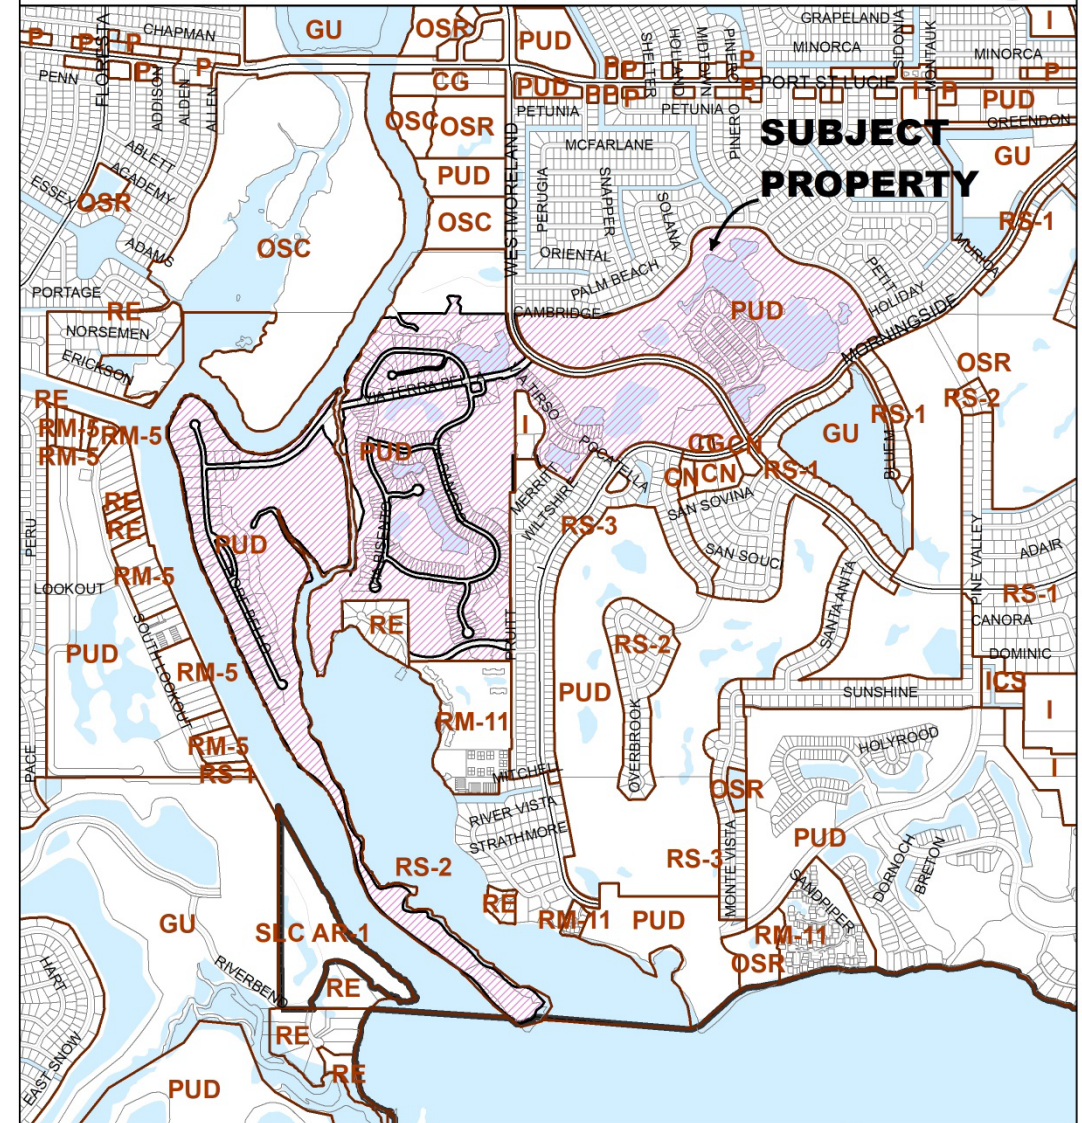 GU
OSR
PUD
GRAPELAND
SIDONIA
MONTAUK
I
P
P
P
CHAPMAN
FLORESTA
SHELTER
HOLLAND
MIDTOWN
PINERO
MINORCA
MINORCA
PENN
P
P
ADDISON
ALDEN
ALLEN
CG
P
P
P
P
PORT ST LUCIE
PUD
P
P
P
P
I
P
PUD
PETUNIA
PETUNIA
GREENDON
OSC
OSR
MCFARLANE
PINERO
SUBJECT
PROPERTY
GU
ABLETT
ACADEMY
ESSEX
OSR
ADAMS
PUD
OSC
OSC
WESTMORELAND
PERUGIA
SNAPPER
SOLANA
ORIENTAL
PALM BEACH
CAMBRIDGE
RS-1
MURICA
PETIT
HOLIDAY
MORNINGSIDE
PUD
PORTAGE
RE
NORSEMEN
ERICKSON
OSR
RS-2
RE
RM-5
RM-5
RM-5
VIA TERRA BELLA
I
PUD
CG
CN
GU
RS-1
POCATELLA
CN
CN
RS-1
SAN SOVINA
MERRITT
WILTSHIRE
RS-3
RE
RE
PERU
PUD
SAN SOUCI
PINE VALLEY
ADAIR
LOOKOUT
RM-5
SOUTH LOOKOUT
RS-1
CANORA
SANTA ANITA
RE
PRUITT
RS-2
DOMINIC
PUD
RM-5
PUD
SUNSHINE
I
CS
I
RM-11
OVERBROOK
HOLYROOD
PACE
RM-5
RS-1
MITCHELL
I
OSR
RIVER VISTA
STRATHMORE
PUD
RS-2
RS-3
MONTE VISTA
DORNOCH
BRETON
SANDPIPER
RE
RM-11
PUD
GU
SLC AR-1
RM-11
OSR
HART
RIVERBEND
RE
RE
EAST SNOW
RE
PUD